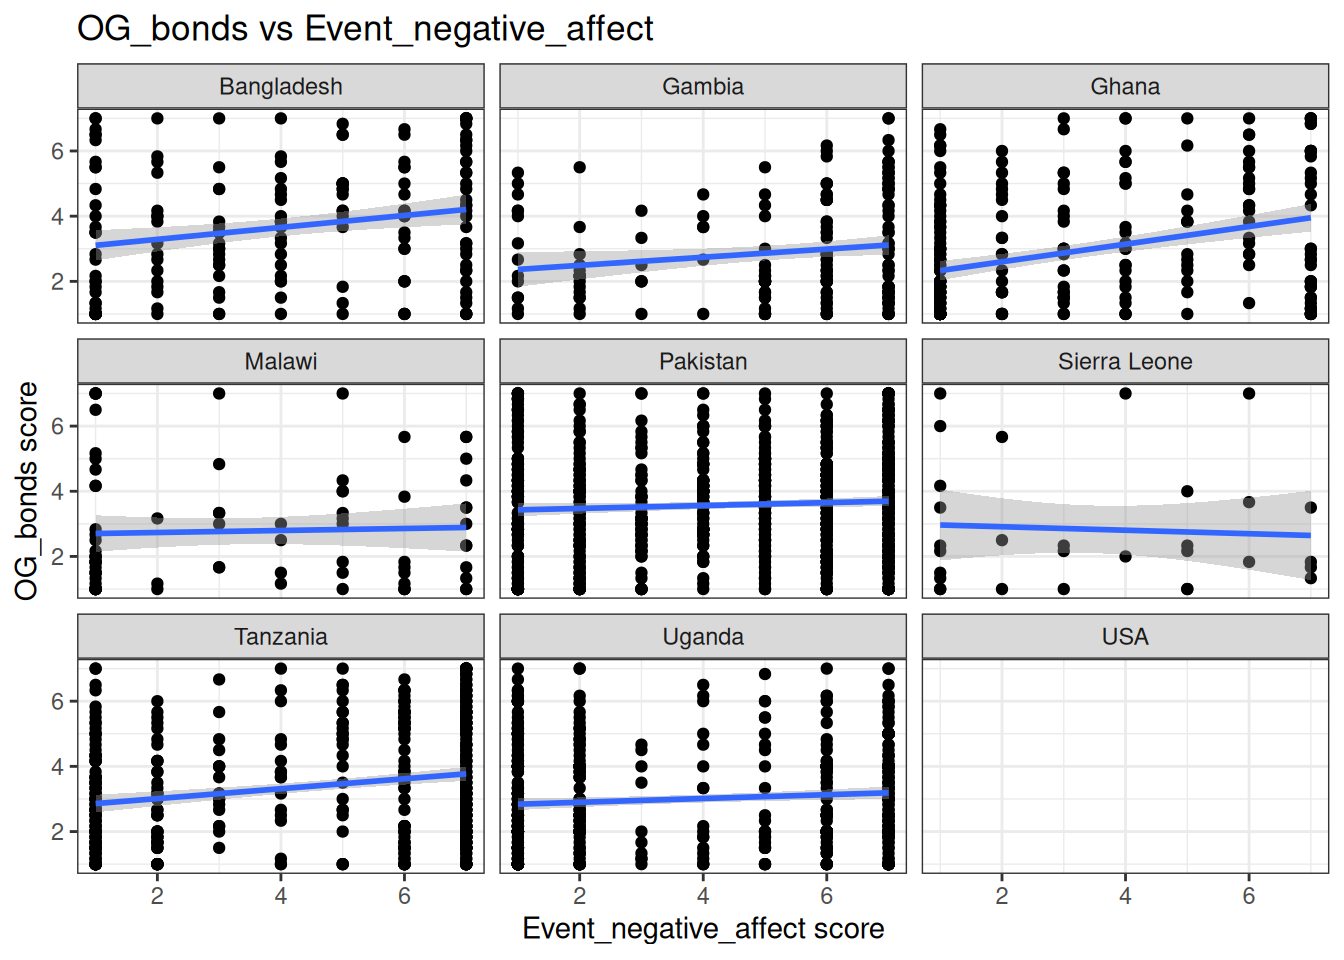 OG_bonds vs Event_negative_affect
Bangladesh
Gambia
Ghana
6
4
2
Malawi
Pakistan
Sierra Leone
6
4
2
OG_bonds score
Tanzania
Uganda
USA
6
4
2
2 4 6
2 4 6
2 4 6
Event_negative_affect score